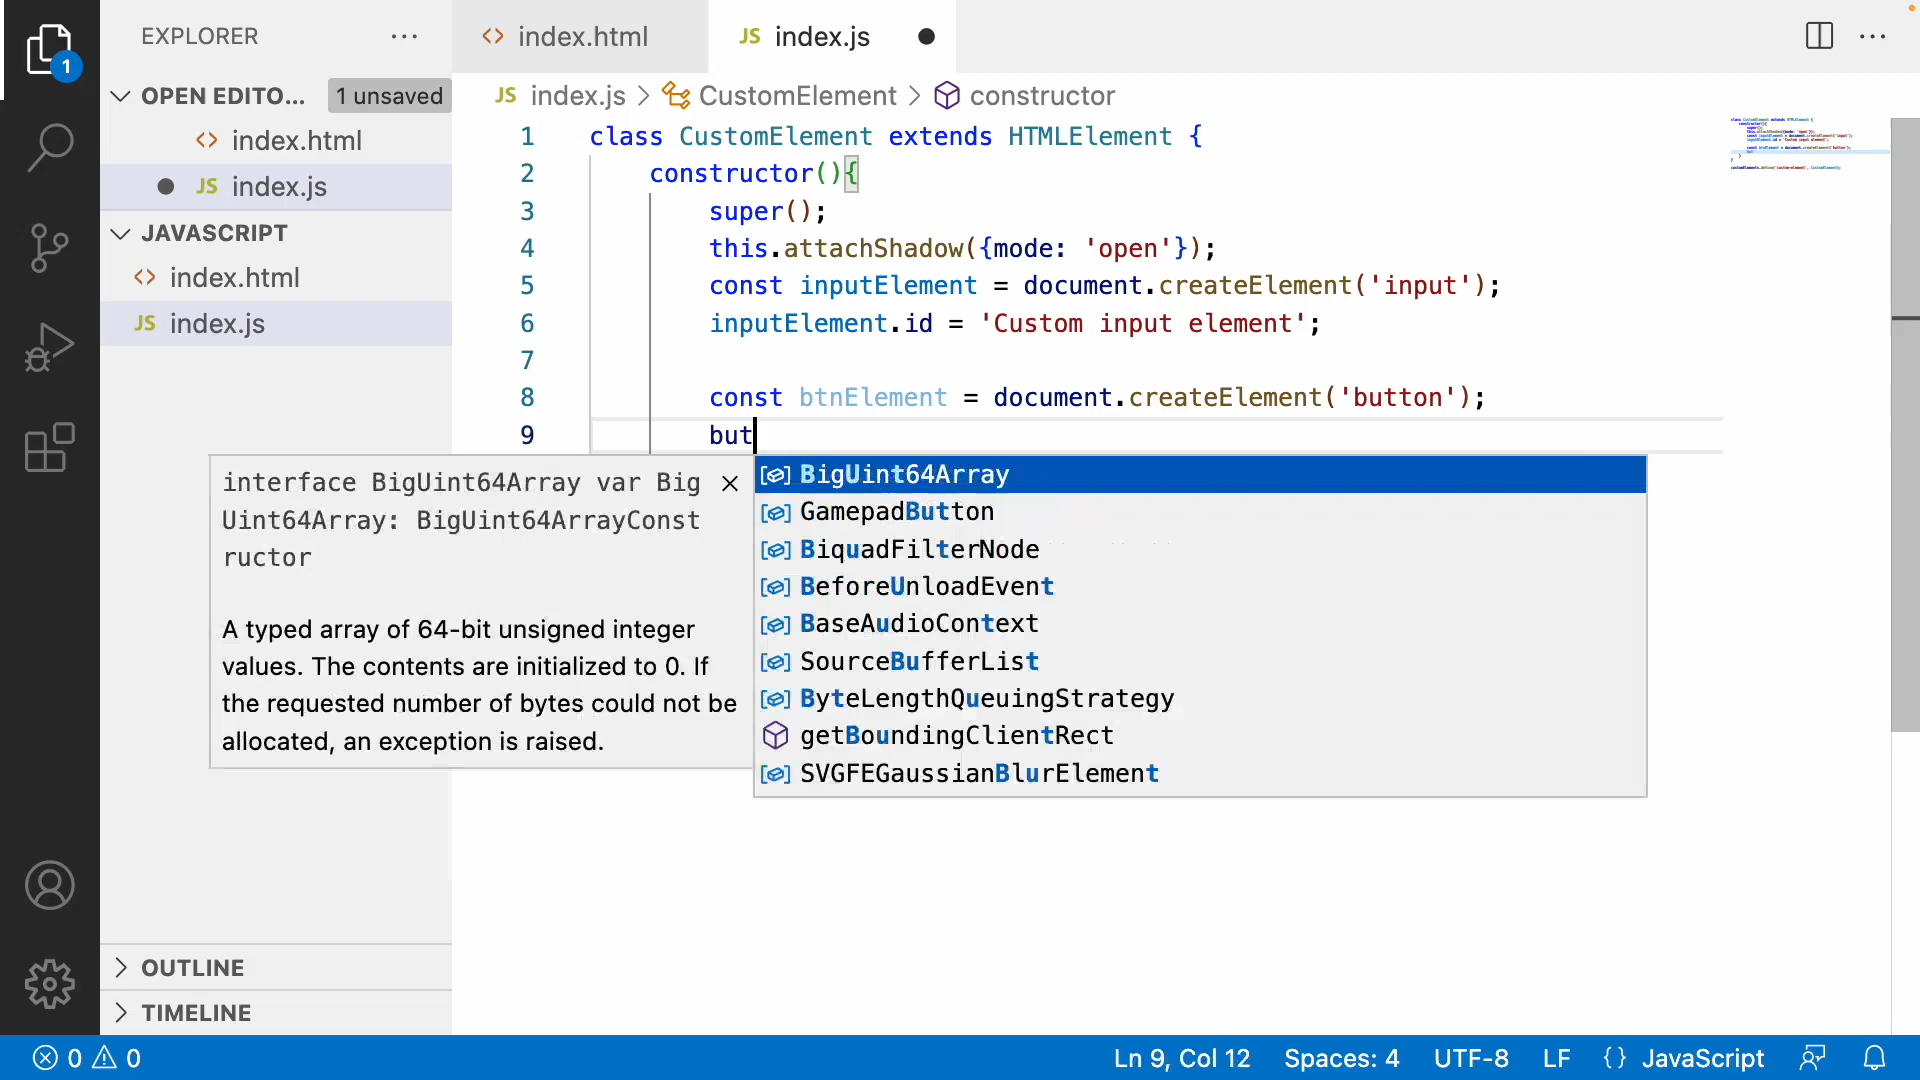 EXPLORER
index.html
JS index.js
1
OPEN EDITO... 1 unsaved
index.html
JS index.js
JAVASCRIPT
index.html
JS index.js
JS index.js > CustomElement > constructor
1 class CustomElement extends HTMLElement {
2 constructor(){
3 super();
4 this.attachShadow({mode: 'open'});
5 const inputElement = document.createElement('input');
6 inputElement.id = 'Custom input element';
7
8 const btnElement = document.createElement('button');
9 but
interface BigUint64Array var Big
Uint64Array: BigUint64ArrayConst
ructor
A typed array of 64-bit unsigned integer
values. The contents are initialized to 0. If
the requested number of bytes could not be
allocated, an exception is raised.
BigUint64Array
GamepadButton
BiquadFilterNode
BeforeUnloadEvent
BaseAudioContext
SourceBufferList
ByteLengthQueuingStrategy
getBoundingClientRect
SVGFEGaussianBlurElement
OUTLINE
TIMELINE
0 0
Ln 9, Col 12 Spaces: 4 UTF-8 LF {} JavaScript